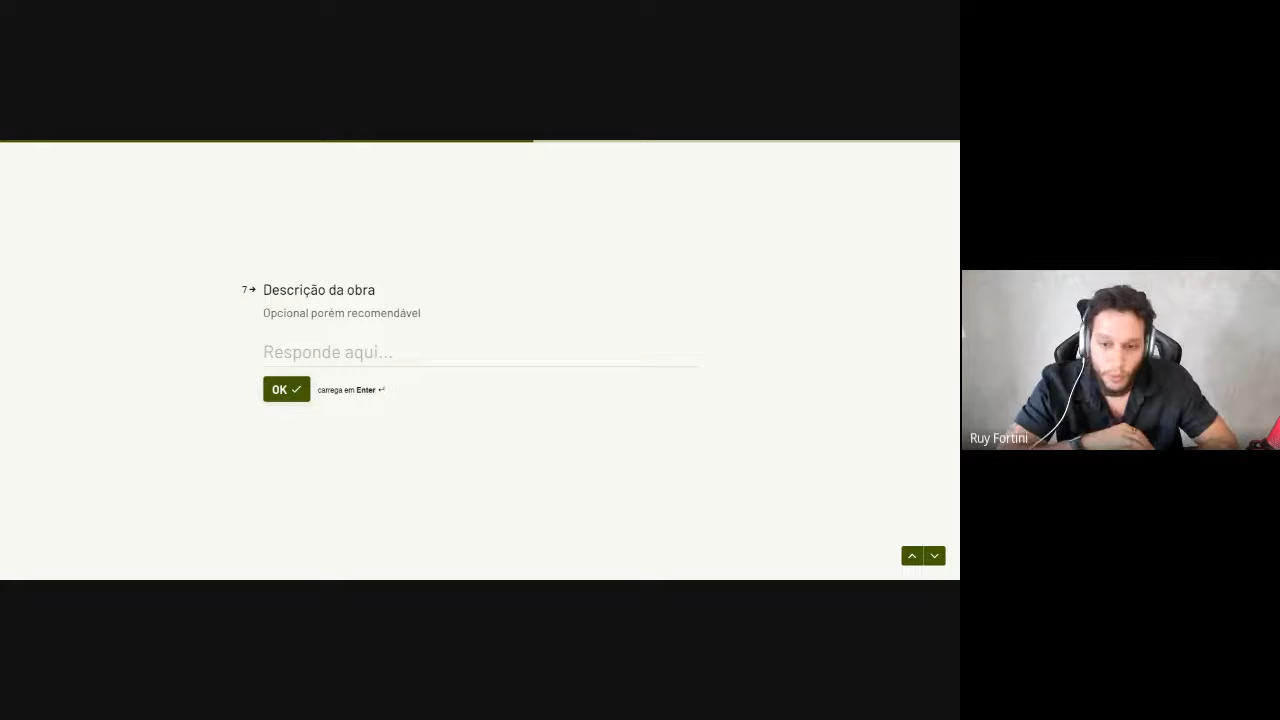 7→ Descrição da obra
Opcional porém recomendável
Responde aqui...
OK ✓ carrega em Enter ↵
Ruy Fortini